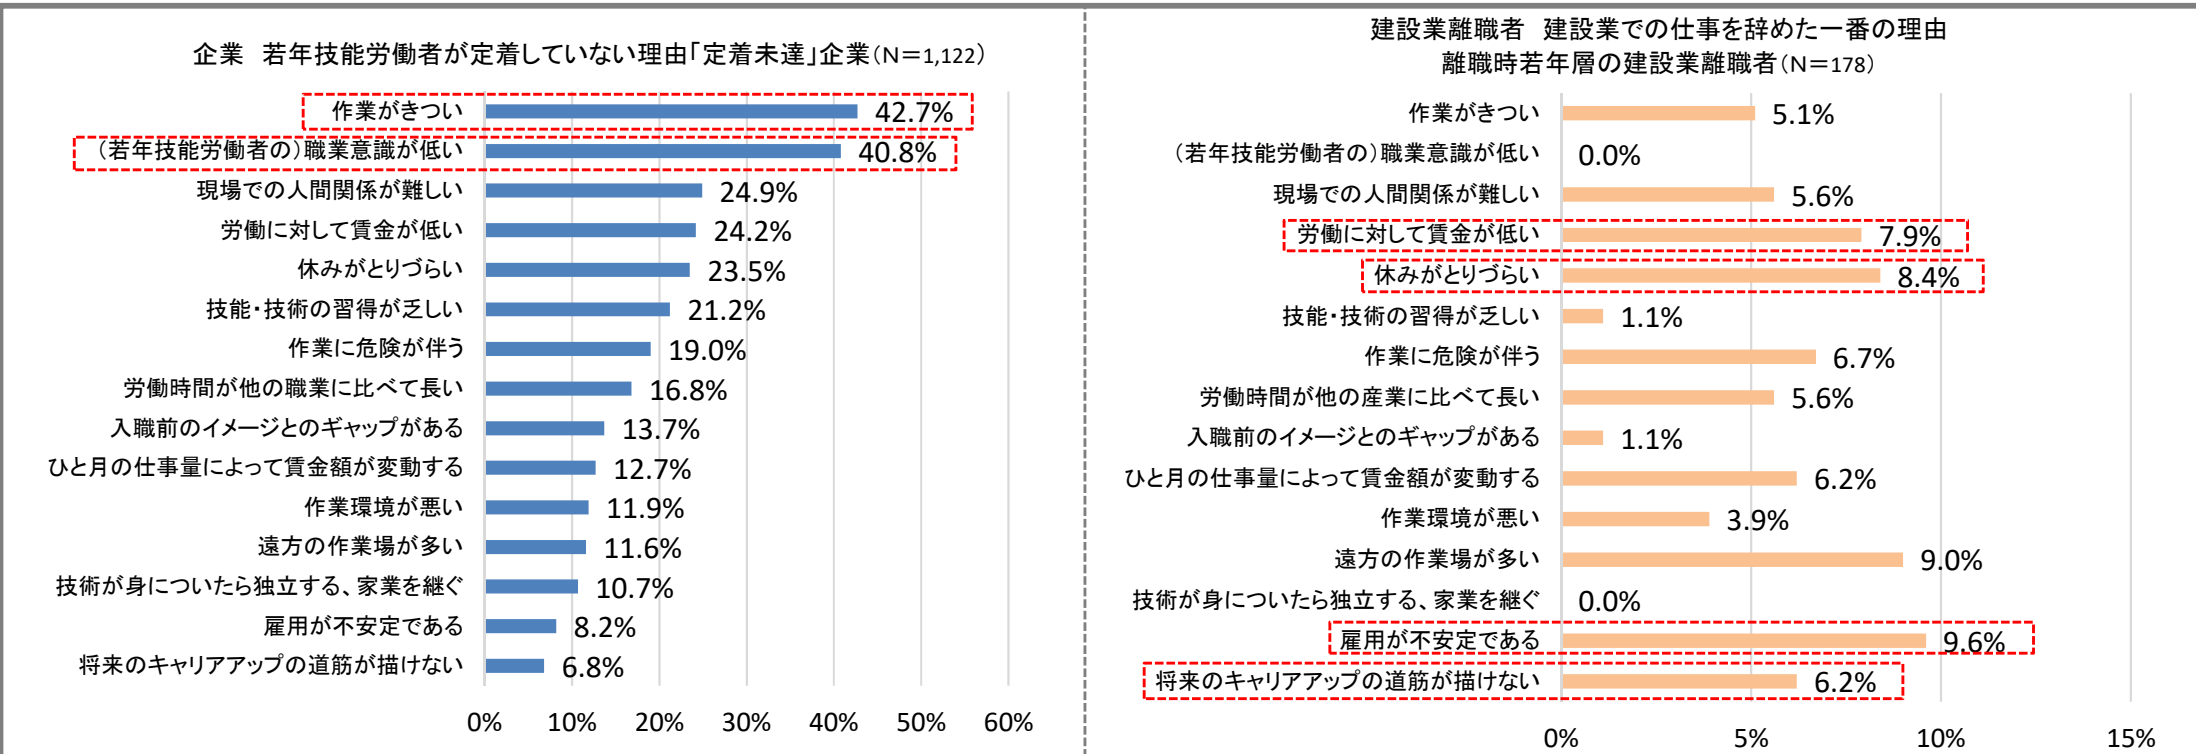 企業　若年技能労働者が定着していない理由「定着未達」企業（N＝1,122）
作業がきつい 42.7%
（若年技能労働者の）職業意識が低い 40.8%
現場での人間関係が難しい 24.9%
労働に対して賃金が低い 24.2%
休みがとりづらい 23.5%
技能・技術の習得が乏しい 21.2%
作業に危険が伴う 19.0%
労働時間が他の職業に比べて長い 16.8%
入職前のイメージとのギャップがある 13.7%
ひと月の仕事量によって賃金額が変動する 12.7%
作業環境が悪い 11.9%
遠方の作業場が多い 11.6%
技術が身についたら独立する、家業を継ぐ 10.7%
雇用が不安定である 8.2%
将来のキャリアアップの道筋が描けない 6.8%
0% 10% 20% 30% 40% 50% 60%
建設業離職者　建設業での仕事を辞めた一番の理由
離職時若年層の建設業離職者（N＝178）
作業がきつい 5.1%
（若年技能労働者の）職業意識が低い 0.0%
現場での人間関係が難しい 5.6%
労働に対して賃金が低い 7.9%
休みがとりづらい 8.4%
技能・技術の習得が乏しい 1.1%
作業に危険が伴う 6.7%
労働時間が他の産業に比べて長い 5.6%
入職前のイメージとのギャップがある 1.1%
ひと月の仕事量によって賃金額が変動する 6.2%
作業環境が悪い 3.9%
遠方の作業場が多い 9.0%
技術が身についたら独立する、家業を継ぐ 0.0%
雇用が不安定である 9.6%
将来のキャリアアップの道筋が描けない 6.2%
0% 5% 10% 15%